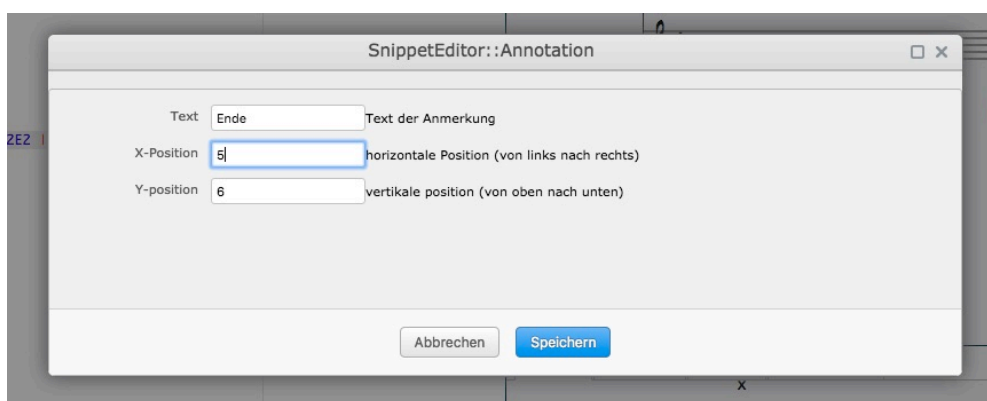 SnippetEditor::Annotation
Text Ende Text der Anmerkung
2E2 |
X-Position 5 horizontale Position (von links nach rechts)
Y-position 6 vertikale position (von oben nach unten)
Abbrechen Speichern
x